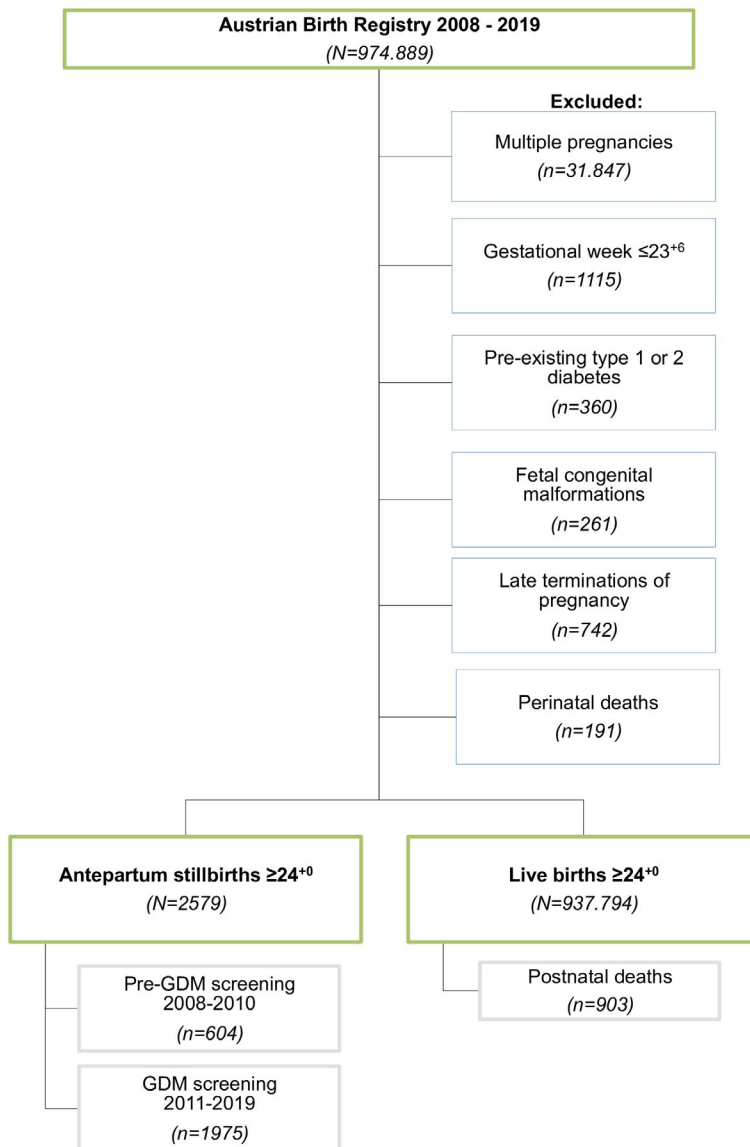 Austrian Birth Registry 2008 - 2019
(N=974.889)
Excluded:
Multiple pregnancies
(n=31.847)
Gestational week ≤23⁺⁶
(n=1115)
Pre-existing type 1 or 2
diabetes
(n=360)
Fetal congenital
malformations
(n=261)
Late terminations of
pregnancy
(n=742)
Perinatal deaths
(n=191)
Antepartum stillbirths ≥24⁺⁰
(N=2579)
Pre-GDM screening
2008-2010
(n=604)
GDM screening
2011-2019
(n=1975)
Live births ≥24⁺⁰
(N=937.794)
Postnatal deaths
(n=903)